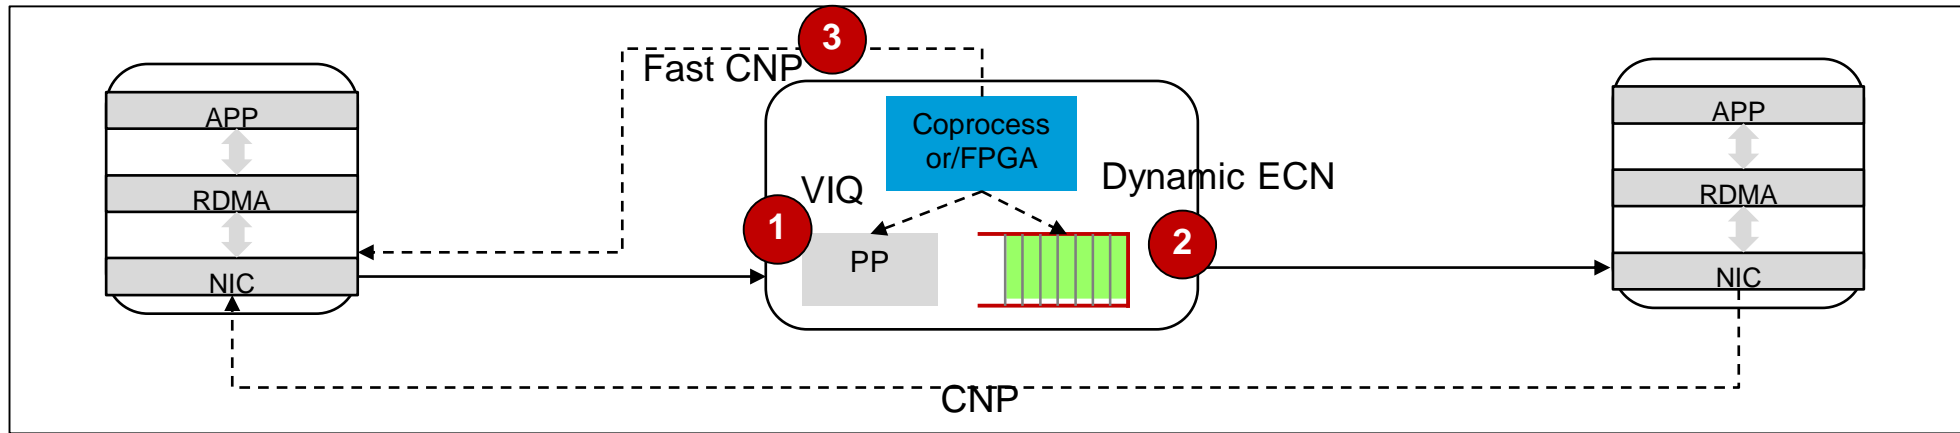 3
Fast CNP
APP
RDMA
NIC
Coprocess
or/FPGA
VIQ
Dynamic ECN
1
PP
2
APP
RDMA
NIC
CNP